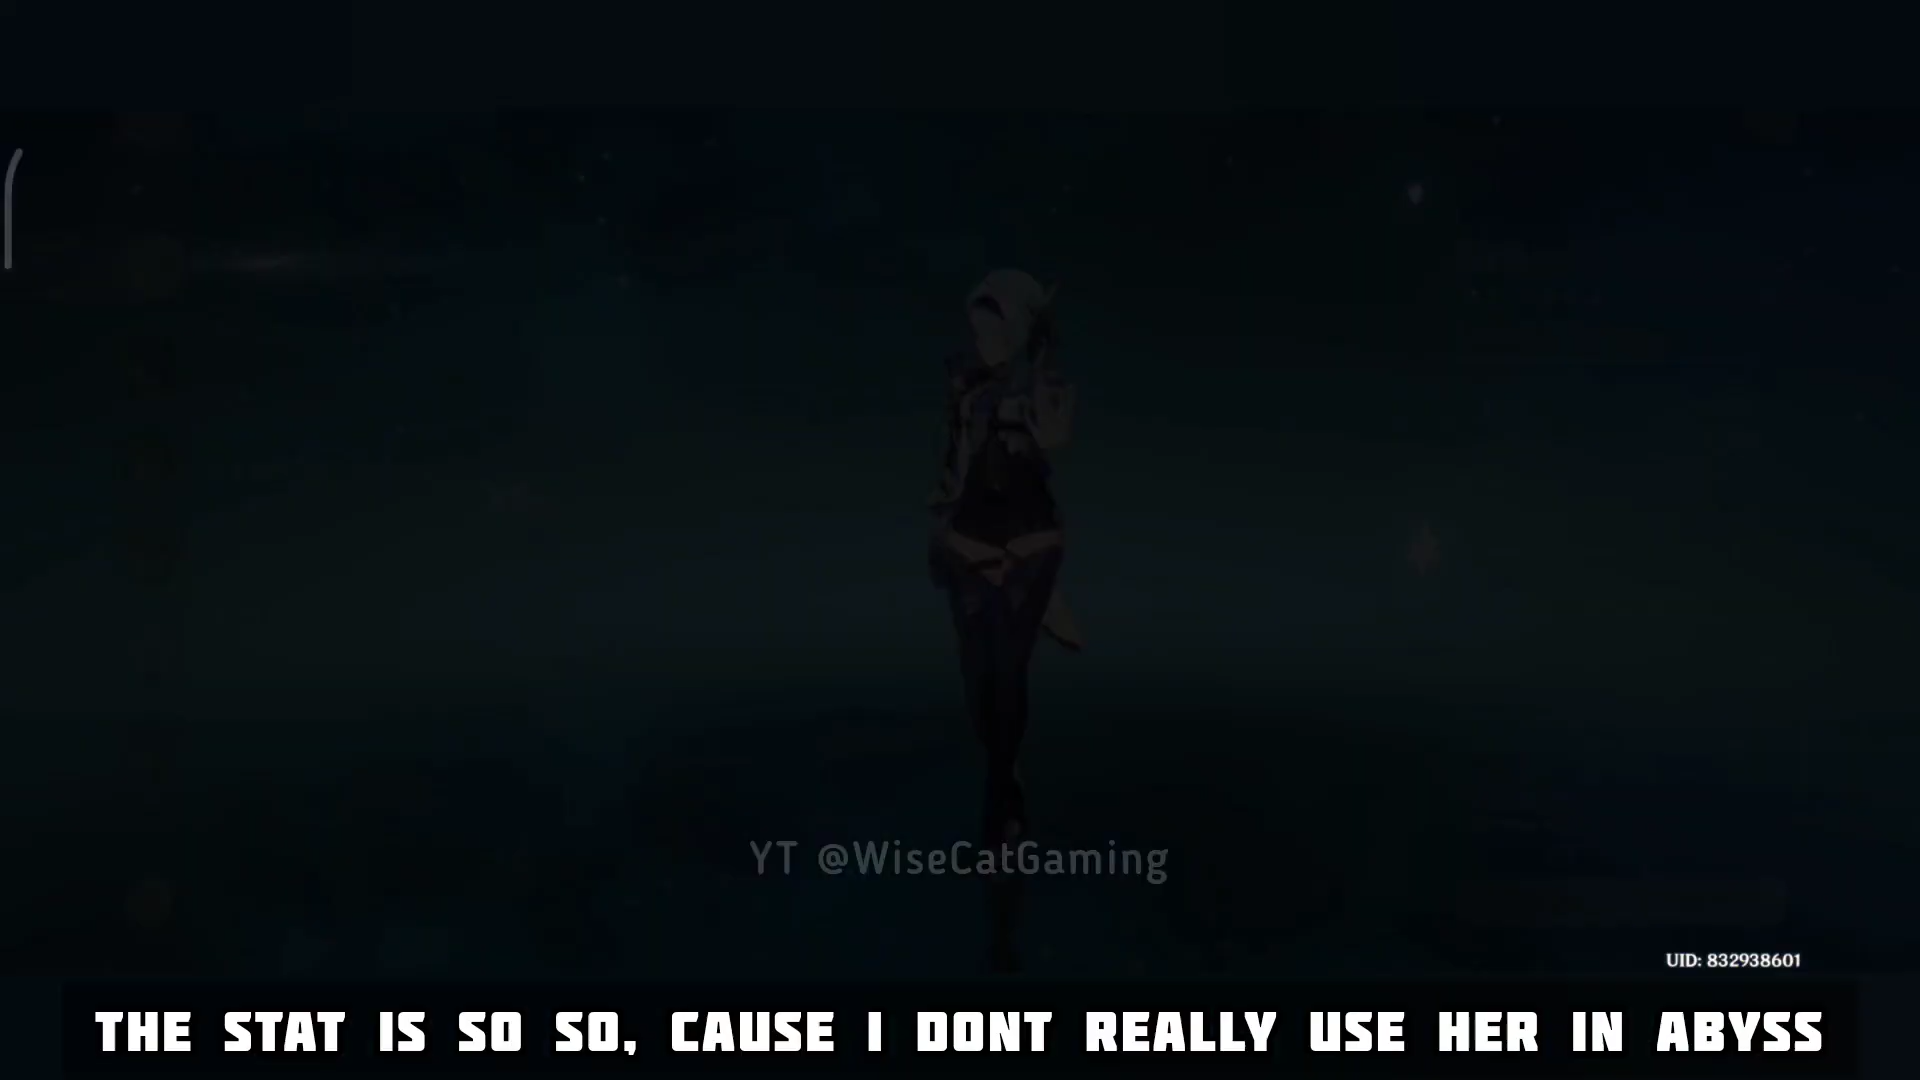 YT @WiseCatGaming
UID: 832938601
THE STAT IS SO SO, CAUSE I DONT REALLY USE HER IN ABYSS